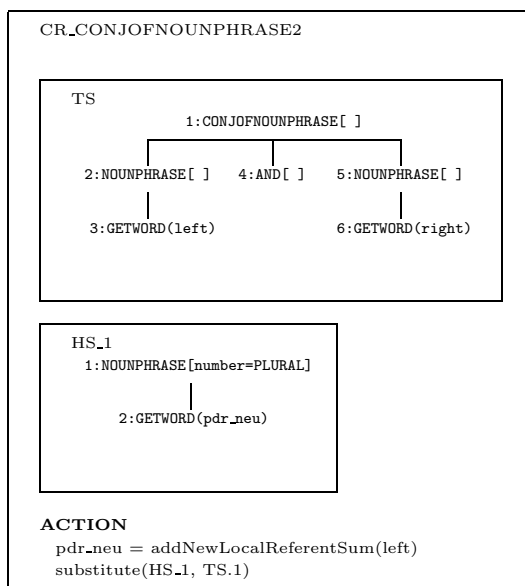 CR_CONJOFNOUNPHRASE2
TS
1:CONJOFNOUNPHRASE[ ]
2:NOUNPHRASE[ ] 4:AND[ ] 5:NOUNPHRASE[ ]
3:GETWORD(left) 6:GETWORD(right)
HS_1
1:NOUNPHRASE[number=PLURAL]
2:GETWORD(pdr_neu)
ACTION
pdr_neu = addNewLocalReferentSum(left)
substitute(HS_1, TS.1)